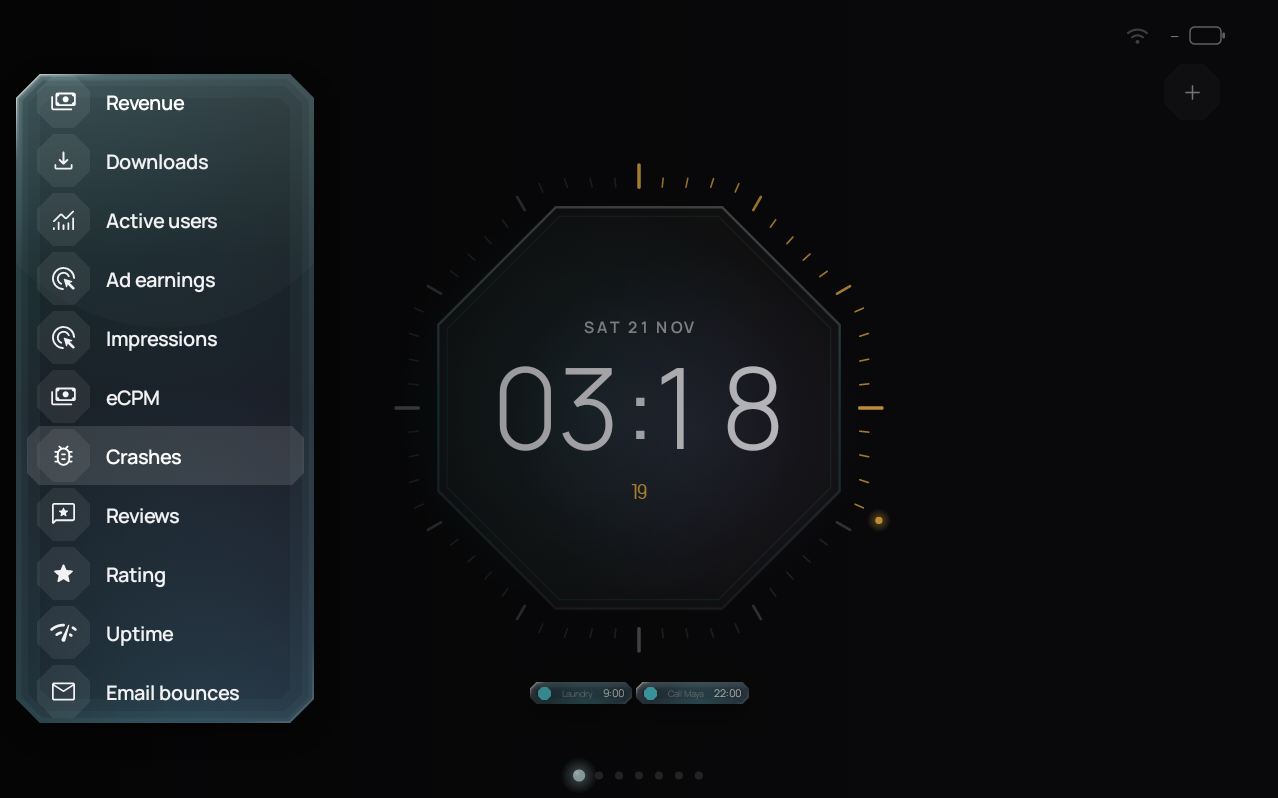 Revenue
Downloads
Active users
Ad earnings
Impressions
eCPM
Crashes
Reviews
Rating
Uptime
Email bounces
–
+
SAT 21 NOV
03:18
19
Laundry 9:00
Call Maya 22:00